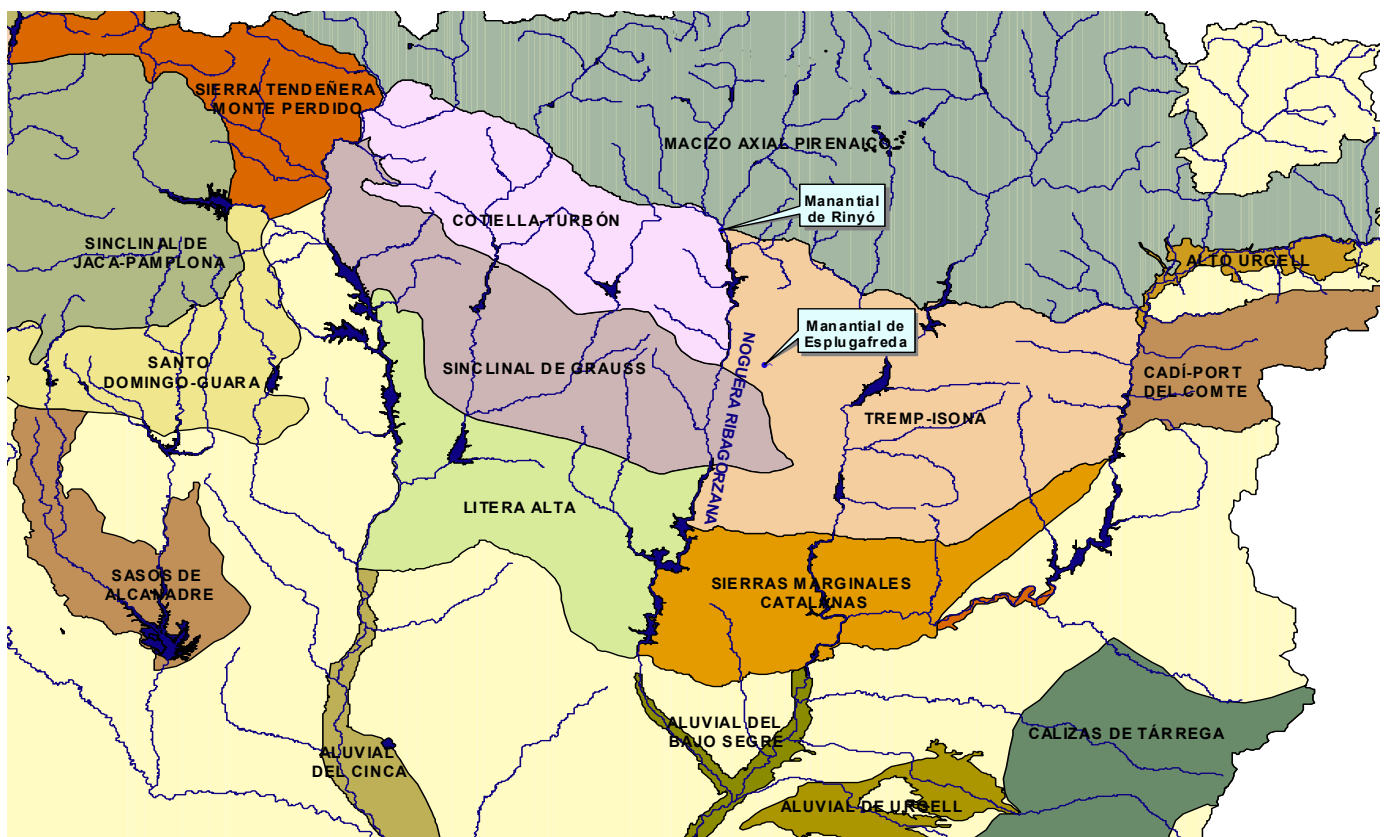 SIERRA TENDEÑERA
MONTE PERDIDO
MACIZO AXIAL PIRENAICO
Manantial
de Rinyó
COTIELLA-TURBÓN
SINCLINAL DE
JACA-PAMPLONA
ALTO URGELL
Manantial de
Esplugafreda
SANTO
DOMINGO-GUARA
SINCLINAL DE GRAUSS
NOGUERA RIBAGORZANA
CADÍ-PORT
DEL COMTE
TREMP-ISONA
LITERA ALTA
SASOS DE
ALCANADRE
SIERRAS MARGINALES
CATALANAS
ALUVIAL DEL
BAJO SEGRE
CALIZAS DE TÁRREGA
ALUVIAL
DEL CINCA
ALUVIAL DE URGELL